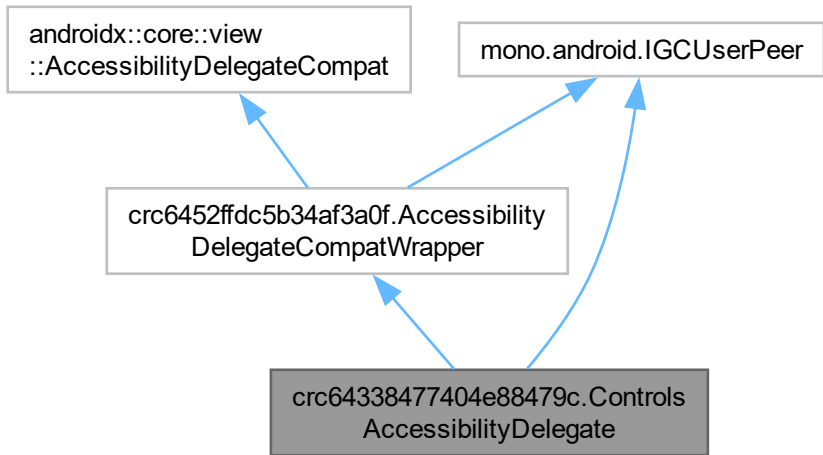 androidx::core::view
::AccessibilityDelegateCompat
mono.android.IGCUserPeer
crc6452ffdc5b34af3a0f.Accessibility
DelegateCompatWrapper
crc64338477404e88479c.Controls
AccessibilityDelegate